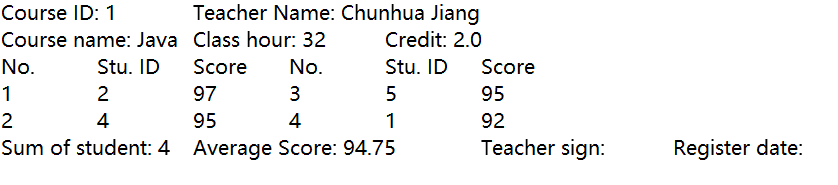 Course ID: 1 Teacher Name: Chunhua Jiang
Course name: Java Class hour: 32 Credit: 2.0
No. Stu. ID Score No. Stu. ID Score
1 2 97 3 5 95
2 4 95 4 1 92
Sum of student: 4 Average Score: 94.75 Teacher sign: Register date: